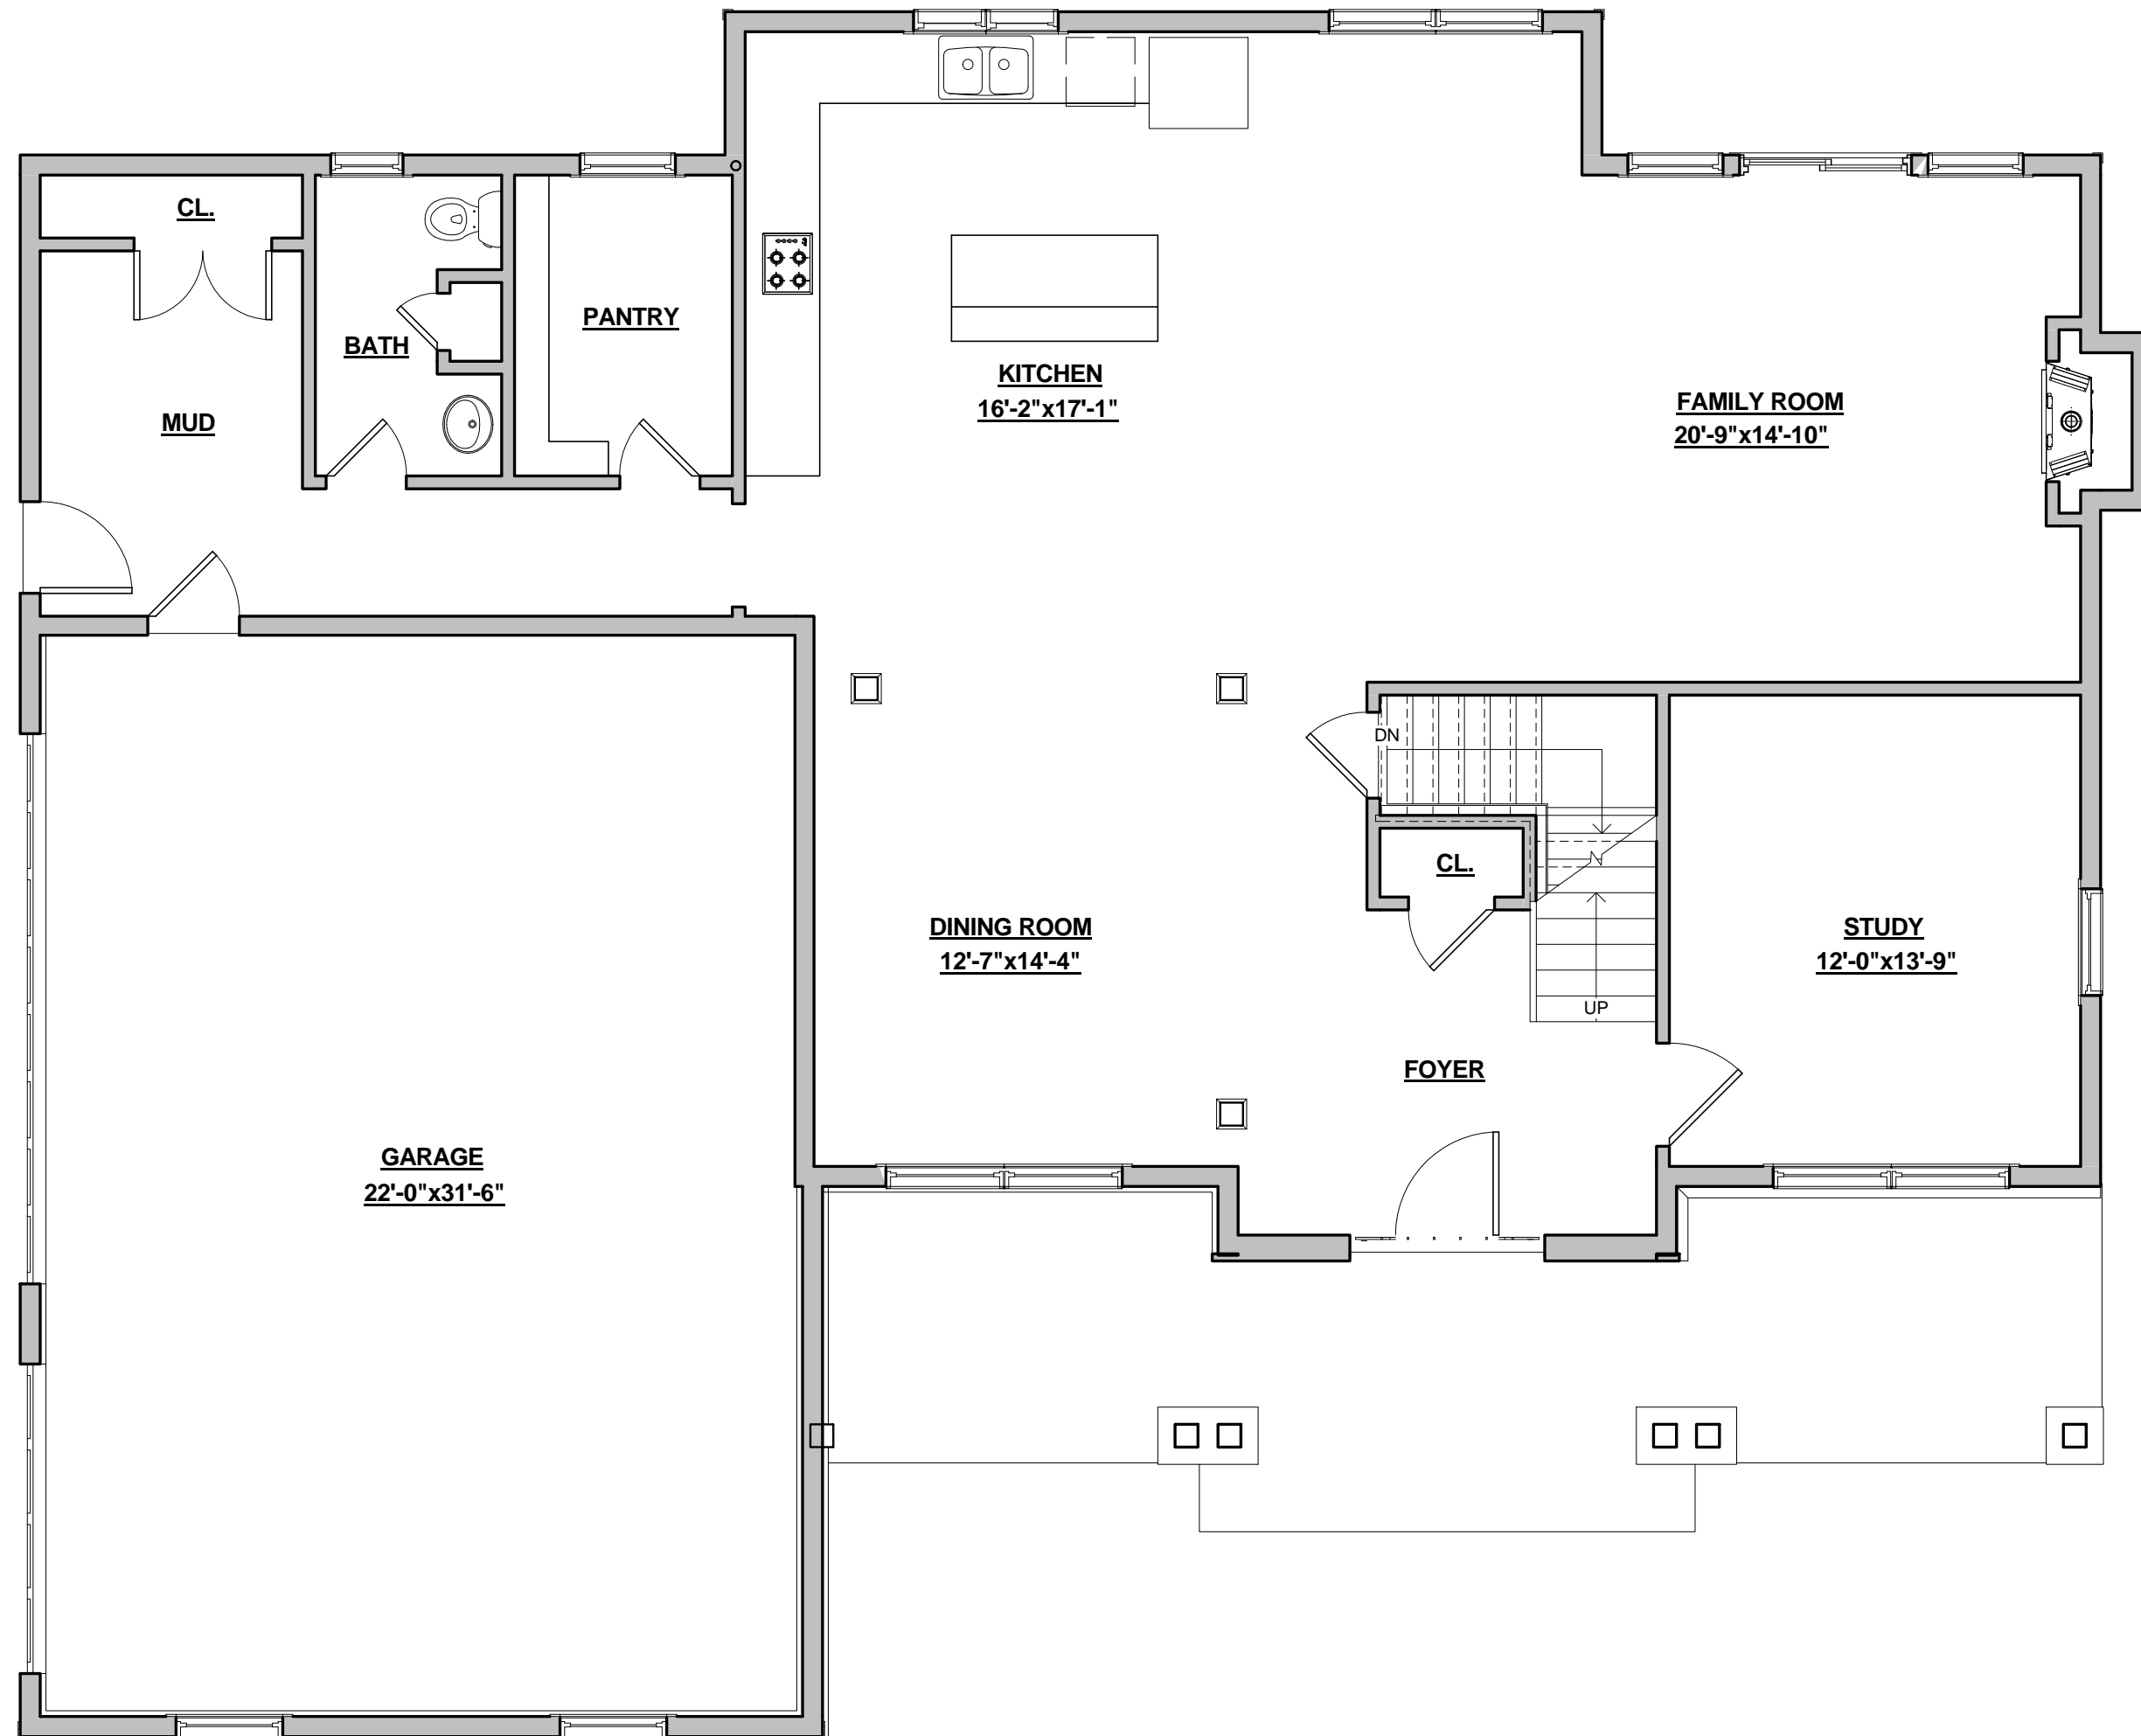 CL.
BATH
PANTRY
MUD
KITCHEN
16'-2"x17'-1"
FAMILY ROOM
20'-9"x14'-10"
DN
CL.
DINING ROOM
12'-7"x14'-4"
STUDY
12'-0"x13'-9"
UP
FOYER
GARAGE
22'-0"x31'-6"